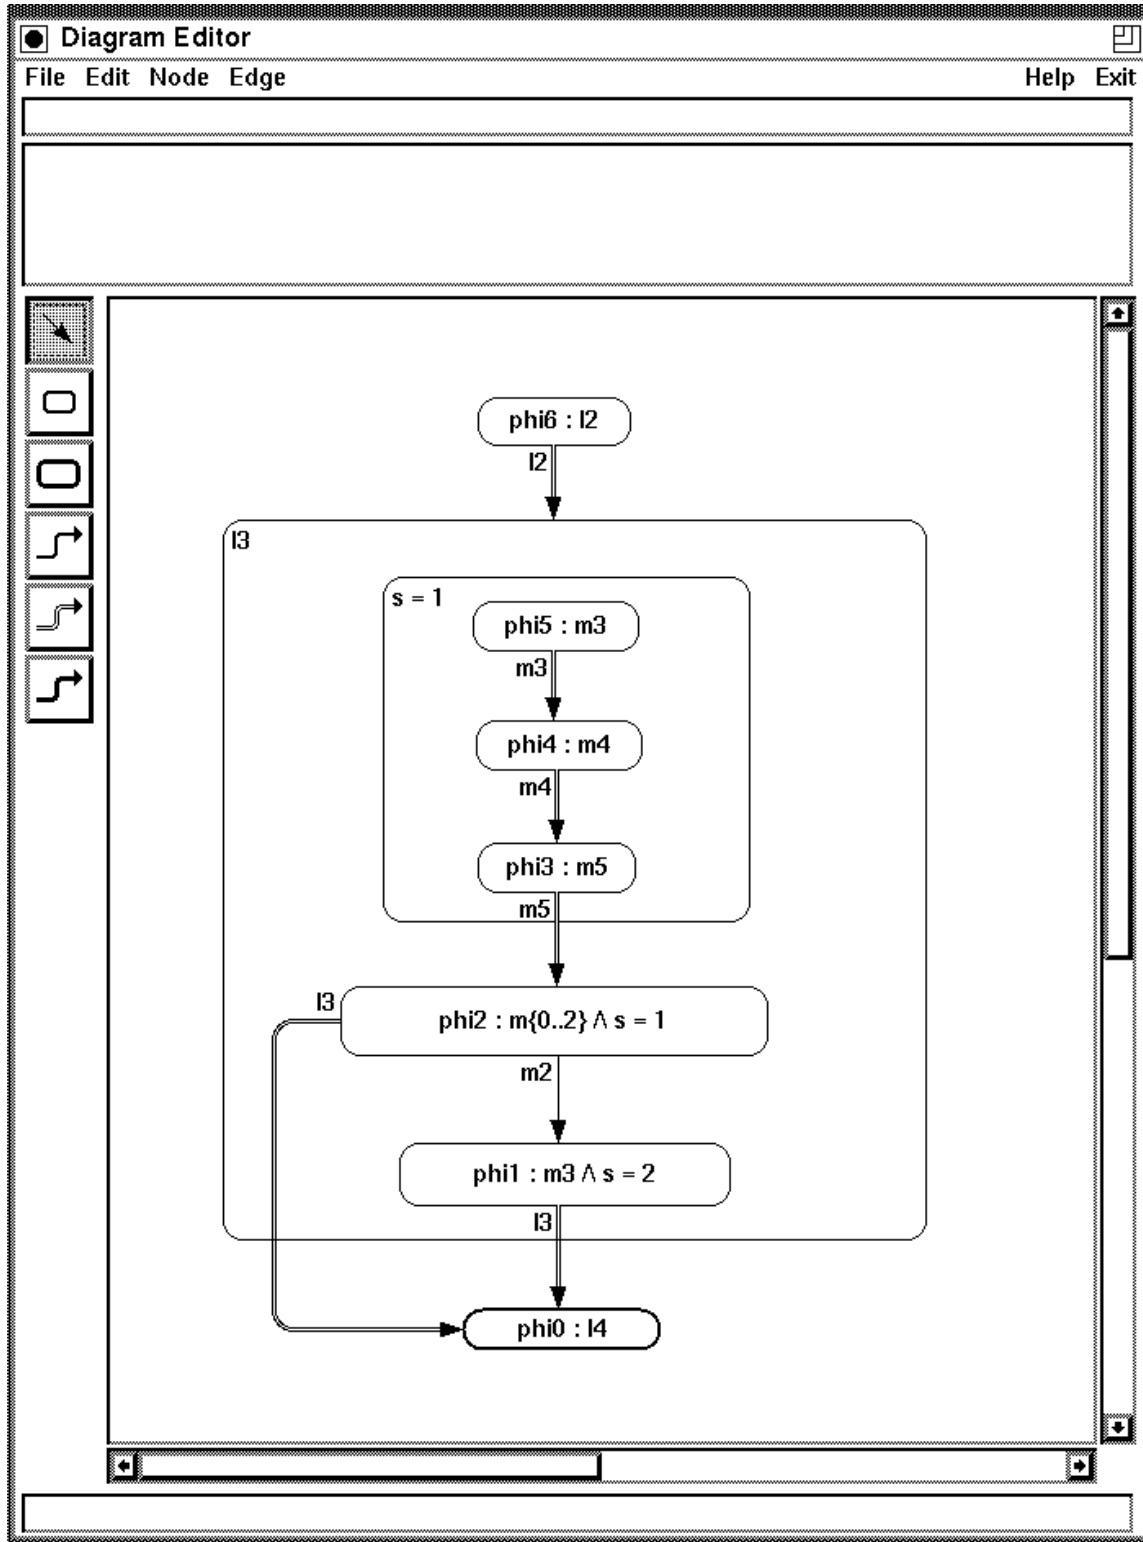 Diagram Editor
File Edit Node Edge Help Exit
phi6 : l2
l2
l3
s = 1
phi5 : m3
m3
phi4 : m4
m4
phi3 : m5
m5
l3
phi2 : m{0..2} /\ s = 1
m2
phi1 : m3 /\ s = 2
l3
phi0 : l4